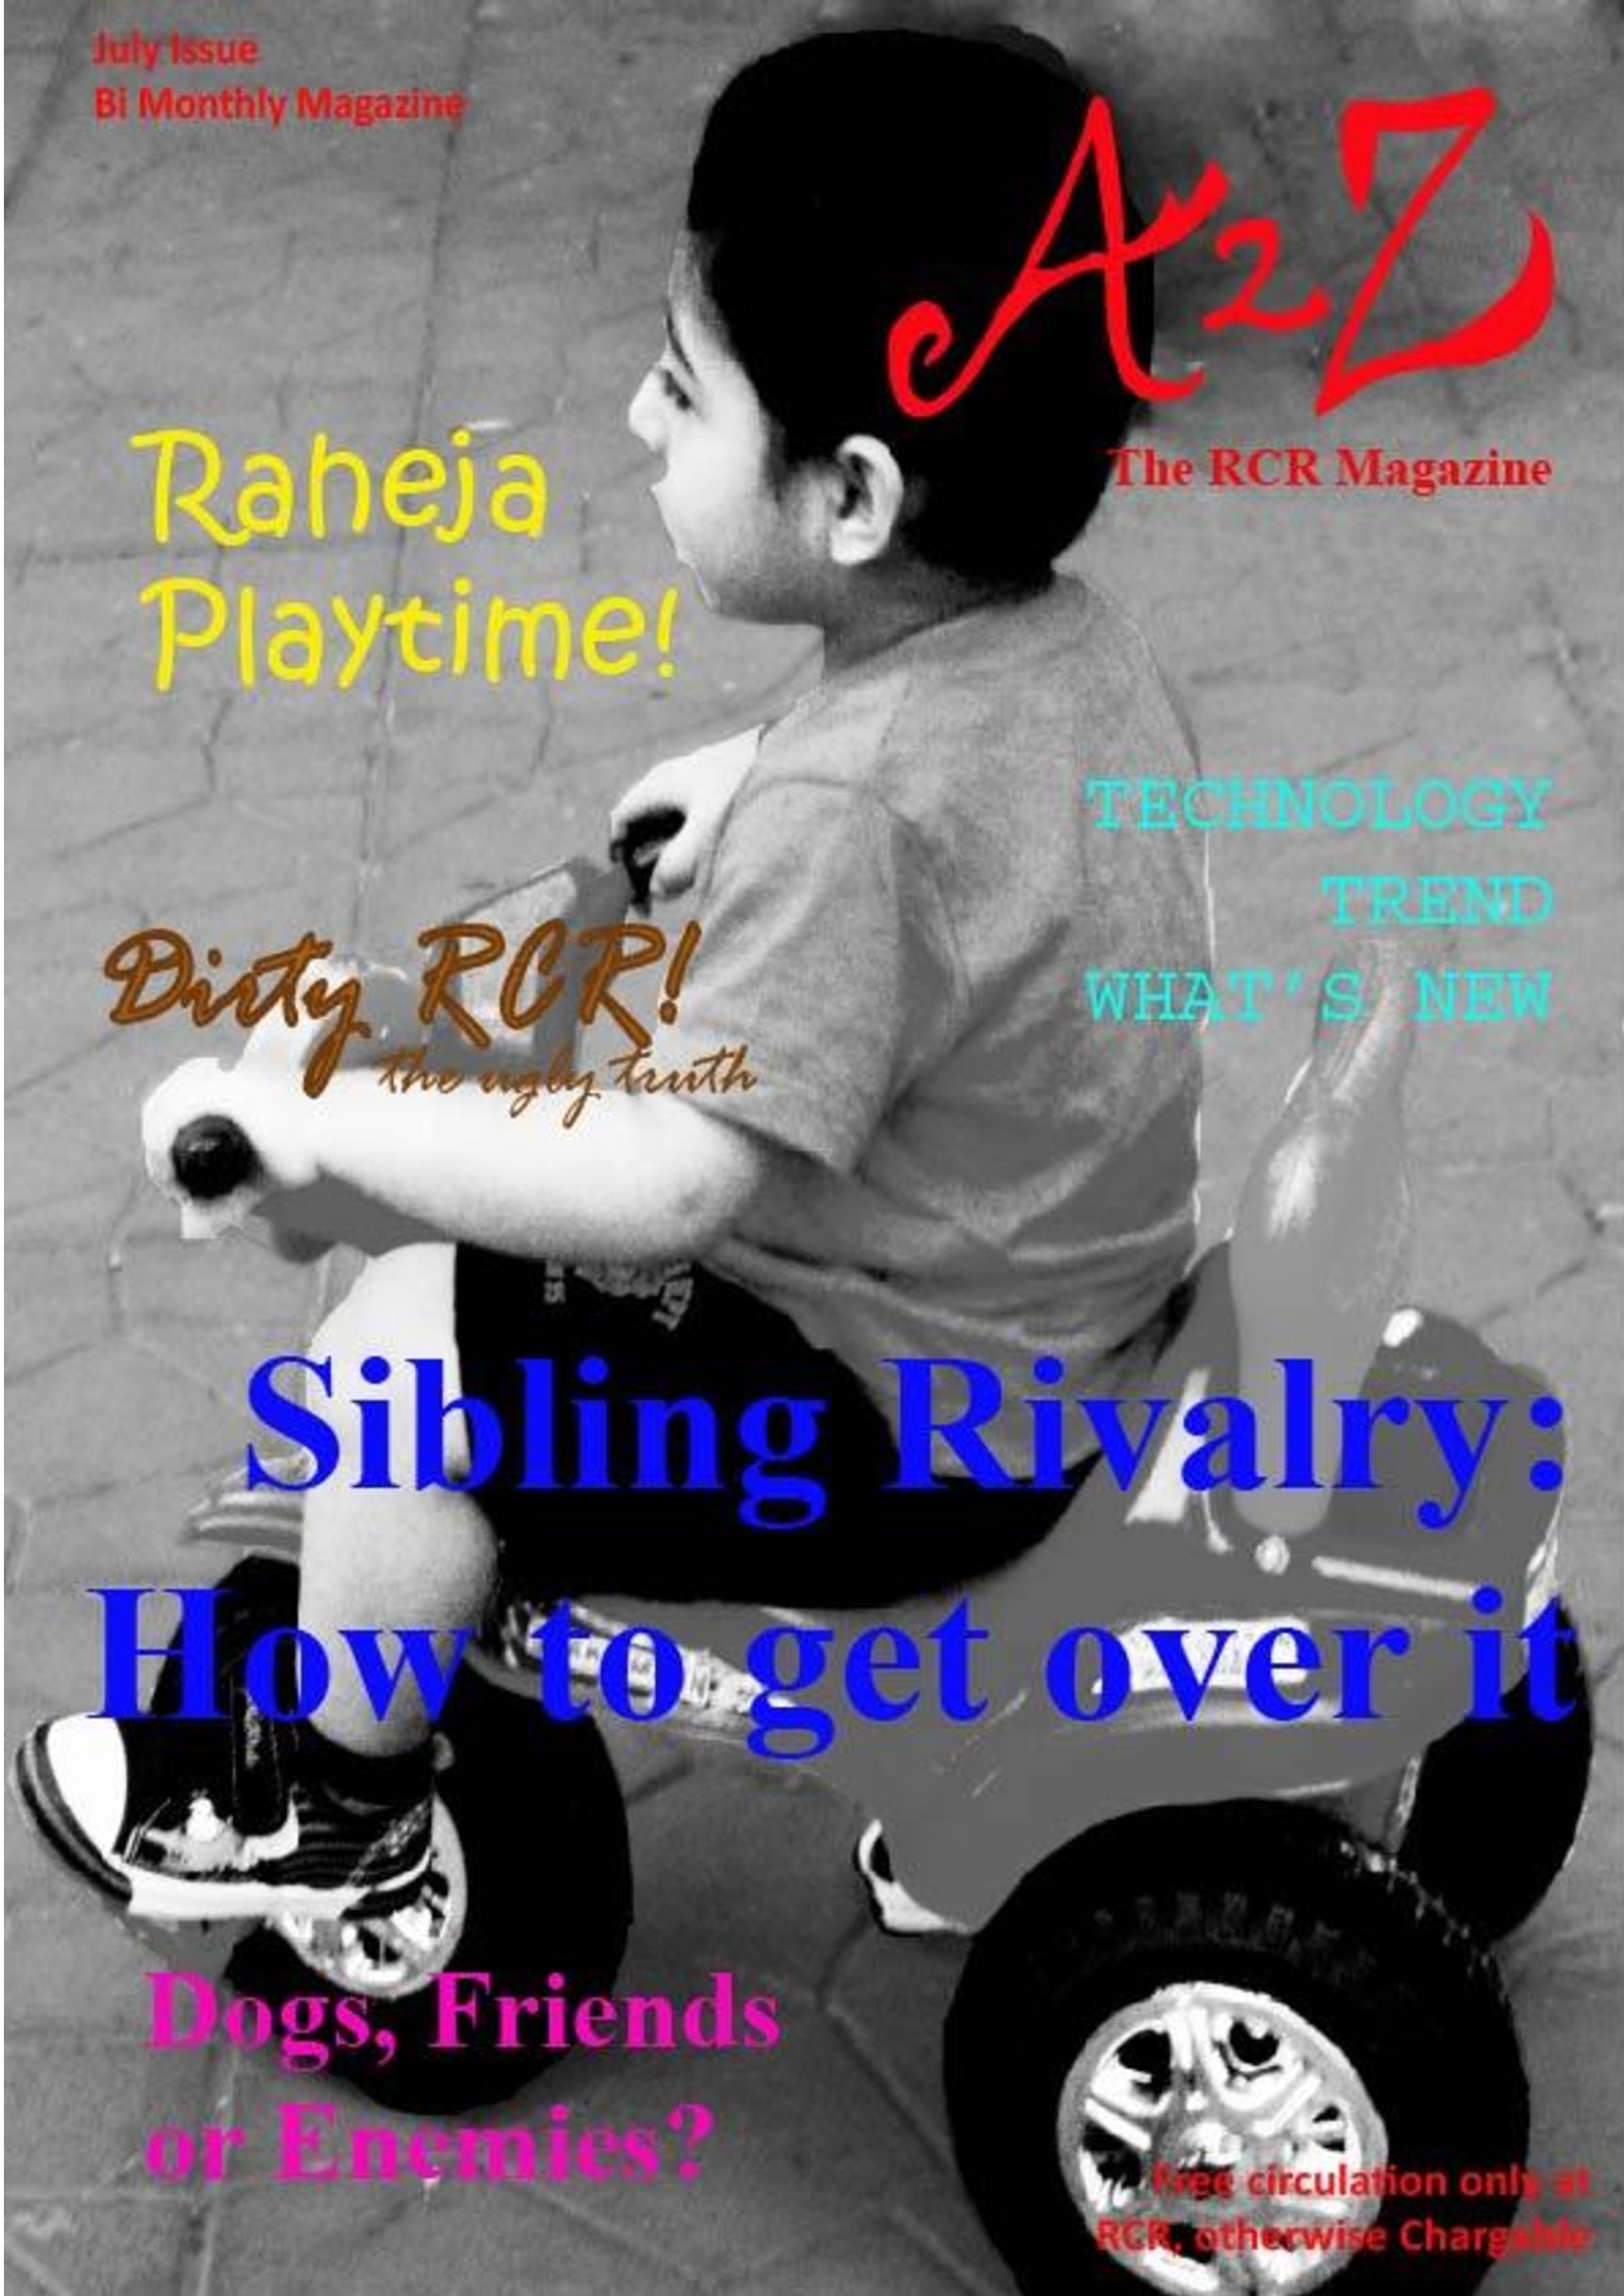 July Issue
Bi Monthly Magazine
A2Z
The RCR Magazine
Raheja
Playtime!
TECHNOLOGY
TREND
WHAT'S NEW
Dirty RCR!
the ugly truth
Sibling Rivalry:
How to get over it
Dogs, Friends
or Enemies?
Free circulation only at
RCR, otherwise Chargable